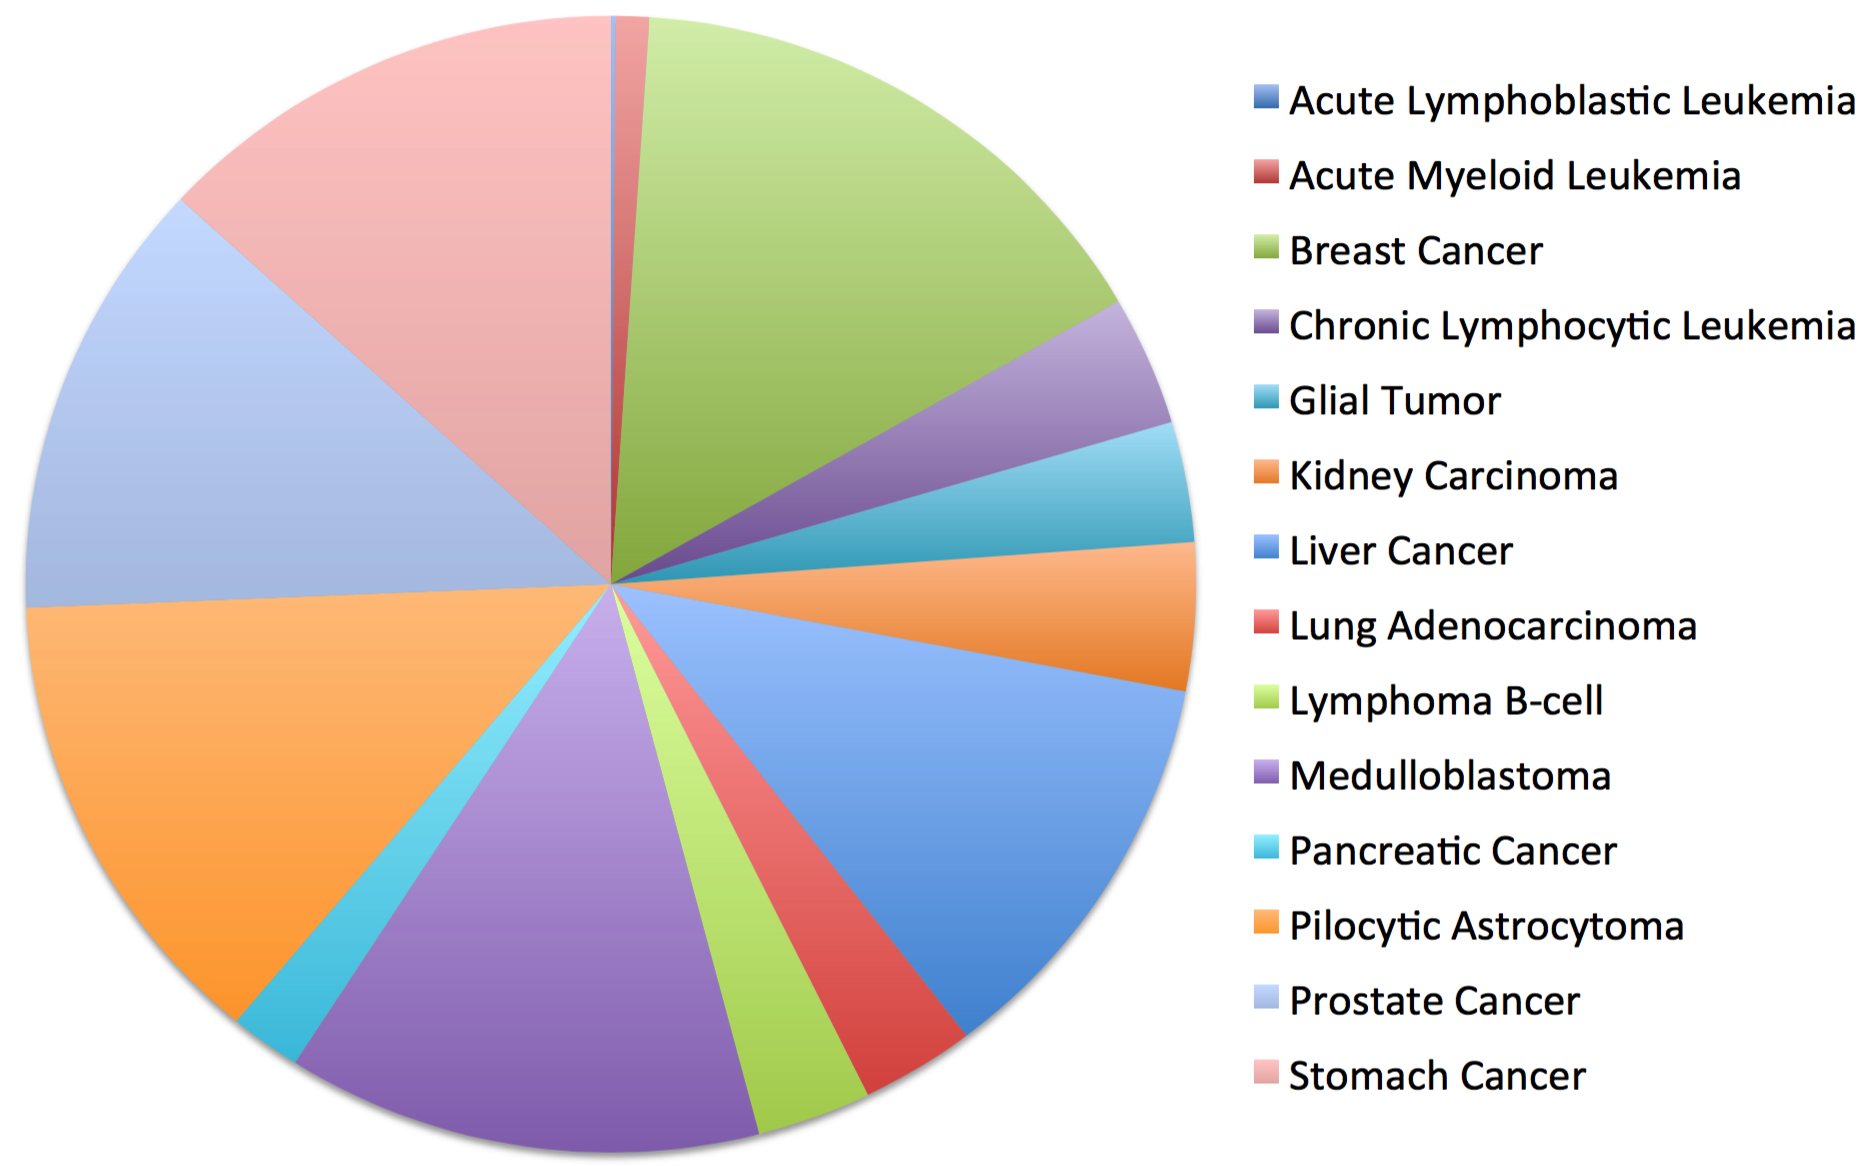 Acute Lymphoblastic Leukemia
Acute Myeloid Leukemia
Breast Cancer
Chronic Lymphocytic Leukemia
Glial Tumor
Kidney Carcinoma
Liver Cancer
Lung Adenocarcinoma
Lymphoma B-cell
Medulloblastoma
Pancreatic Cancer
Pilocytic Astrocytoma
Prostate Cancer
Stomach Cancer